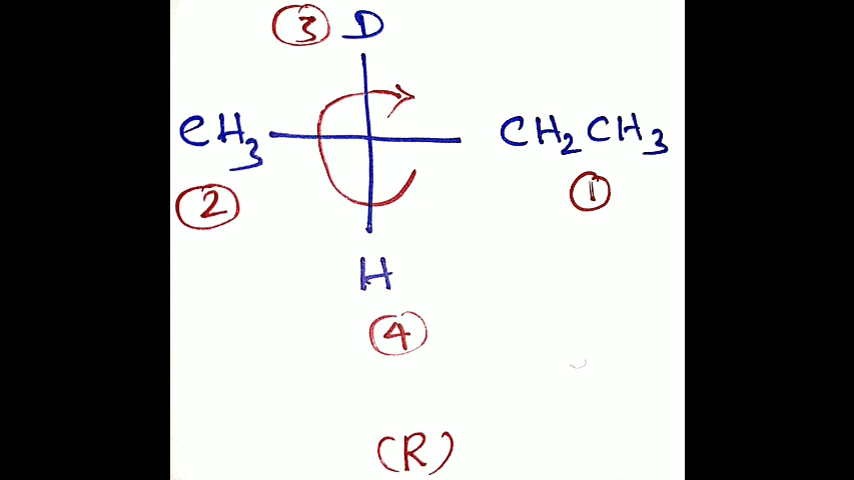 ③ D
CH₃ CH₂CH₃
② ①
H
④
(R)